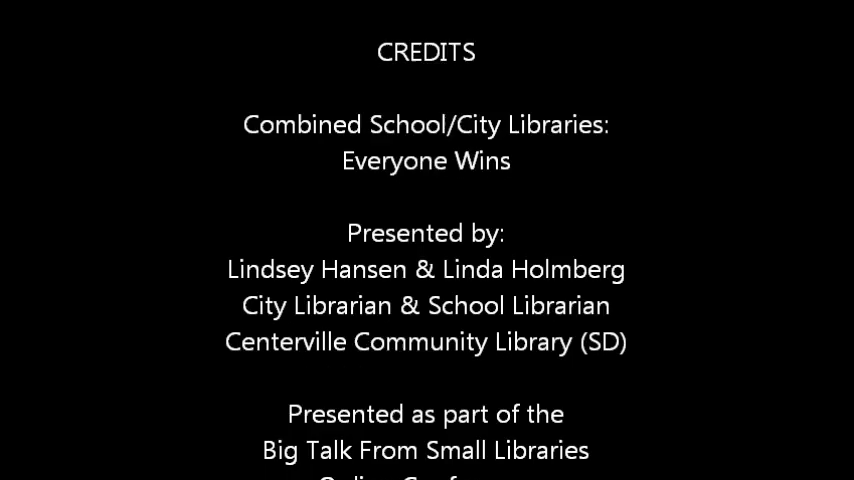 CREDITS
Combined School/City Libraries:
Everyone Wins
Presented by:
Lindsey Hansen & Linda Holmberg
City Librarian & School Librarian
Centerville Community Library (SD)
Presented as part of the
Big Talk From Small Libraries